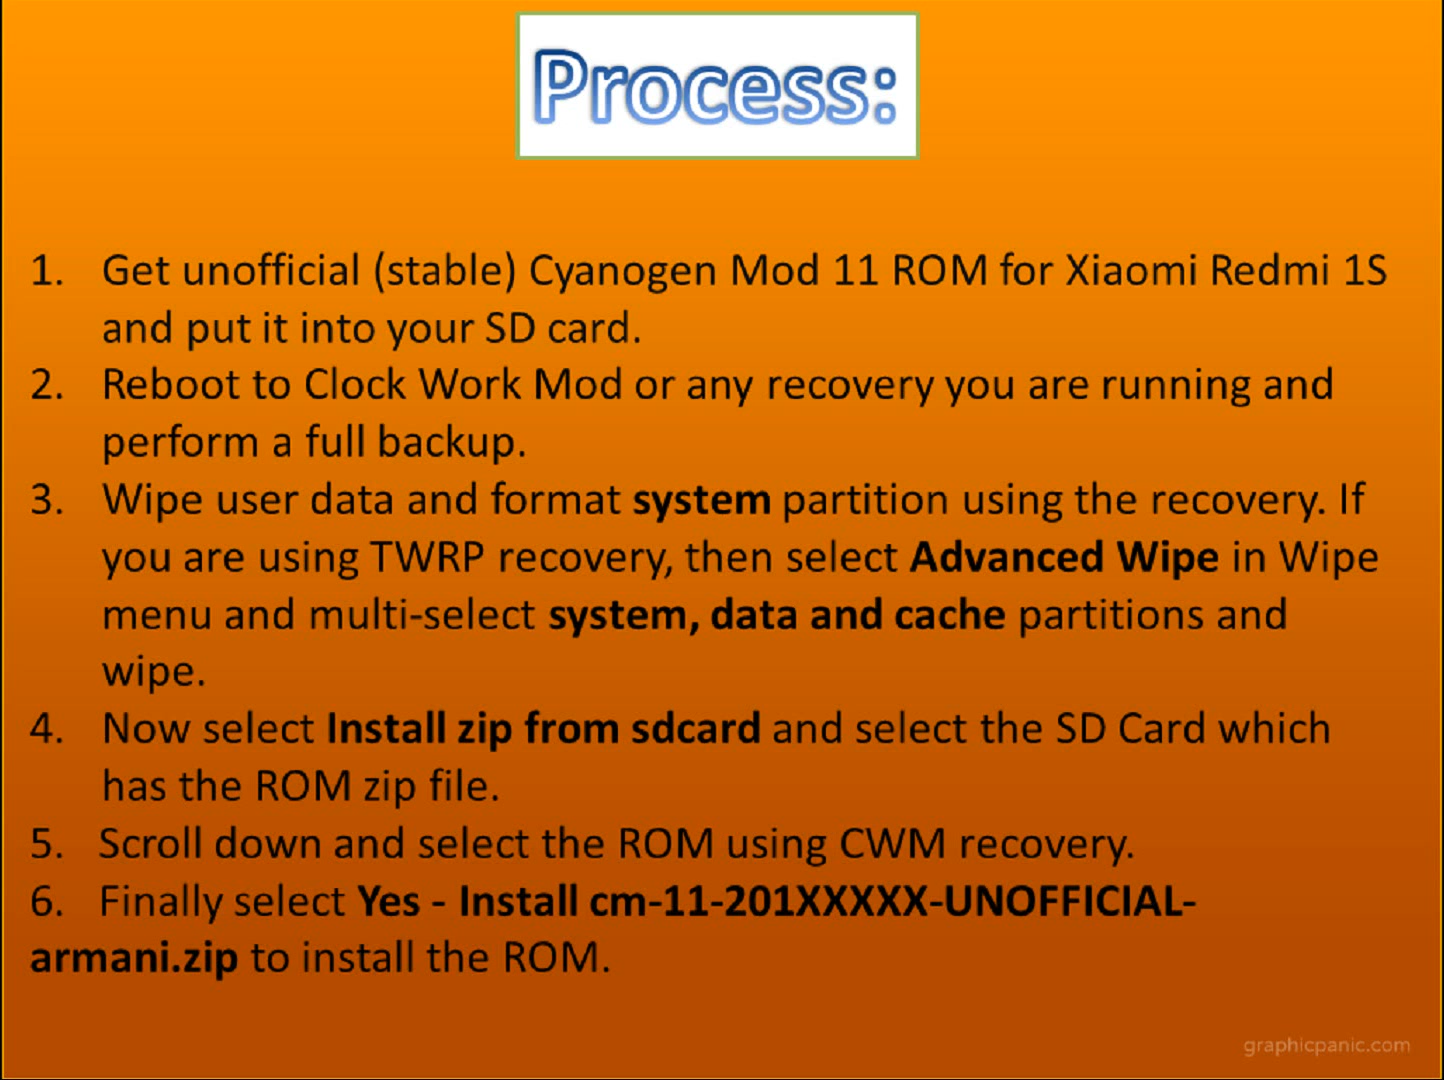 Process:
1. Get unofficial (stable) Cyanogen Mod 11 ROM for Xiaomi Redmi 1S
and put it into your SD card.
2. Reboot to Clock Work Mod or any recovery you are running and
perform a full backup.
3. Wipe user data and format system partition using the recovery. If
you are using TWRP recovery, then select Advanced Wipe in Wipe
menu and multi-select system, data and cache partitions and
wipe.
4. Now select Install zip from sdcard and select the SD Card which
has the ROM zip file.
5. Scroll down and select the ROM using CWM recovery.
6. Finally select Yes - Install cm-11-201XXXXX-UNOFFICIAL-
armani.zip to install the ROM.
graphicpanic.com